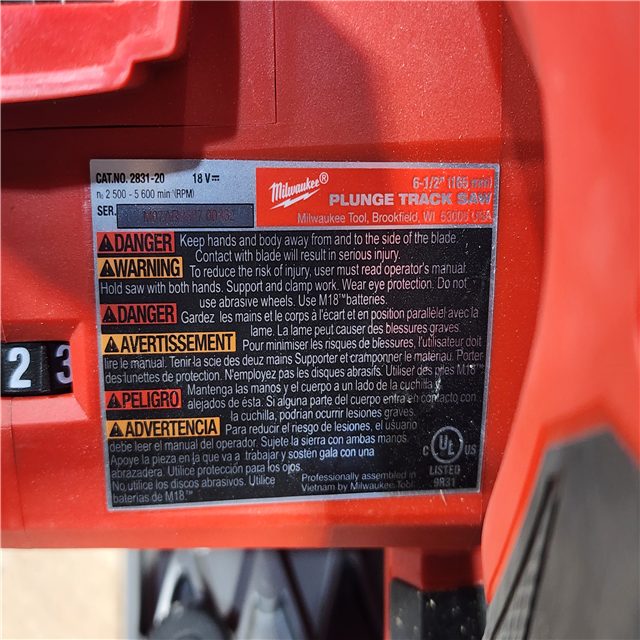 CAT.NO. 2831-20 18 V
n₀ 2 500 - 5 600 min⁻¹(RPM)
SER.
Milwaukee®
6-1/2" (165 mm)
PLUNGE TRACK SAW
Milwaukee Tool, Brookfield, WI 53005 USA
DANGER Keep hands and body away from and to the side of the blade.
Contact with blade will result in serious injury.
WARNING To reduce the risk of injury, user must read operator's manual.
Hold saw with both hands. Support and clamp work. Wear eye protection. Do not
use abrasive wheels. Use M18™batteries.
DANGER Gardez les mains et le corps à l'écart et en position parallèlel avec la
lame. La lame peut causer des blessures graves.
AVERTISSEMENT Pour minimiser les risques de blessures, l'utilisateur doit
lire le manuel. Tenir la scie des deux mains Supporter et cramponner le matériau. Porter
des lunettes de protection. N'employez pas les disques abrasifs. Utiliser des piles M18™
PELIGRO Mantenga las manos y el cuerpo a un lado de la cuchilla y
alejados de ésta. Si alguna parte del cuerpo entra en contacto con
la cuchilla, podrían ocurrir lesiones graves.
ADVERTENCIA Para reducir el riesgo de lesiones, el usuario
debe leer el manual del operador. Sujete la sierra con ambas manos.
Apoye la pieza en la que va a trabajar y sostén gala con una
abrazadera. Utilice protección para los ojos.
No utilice los discos abrasivos. Utilice
baterías de M18.™
Professionally assembled in
Vietnam by Milwaukee Tool
C UL US
LISTED
9B31
2 3